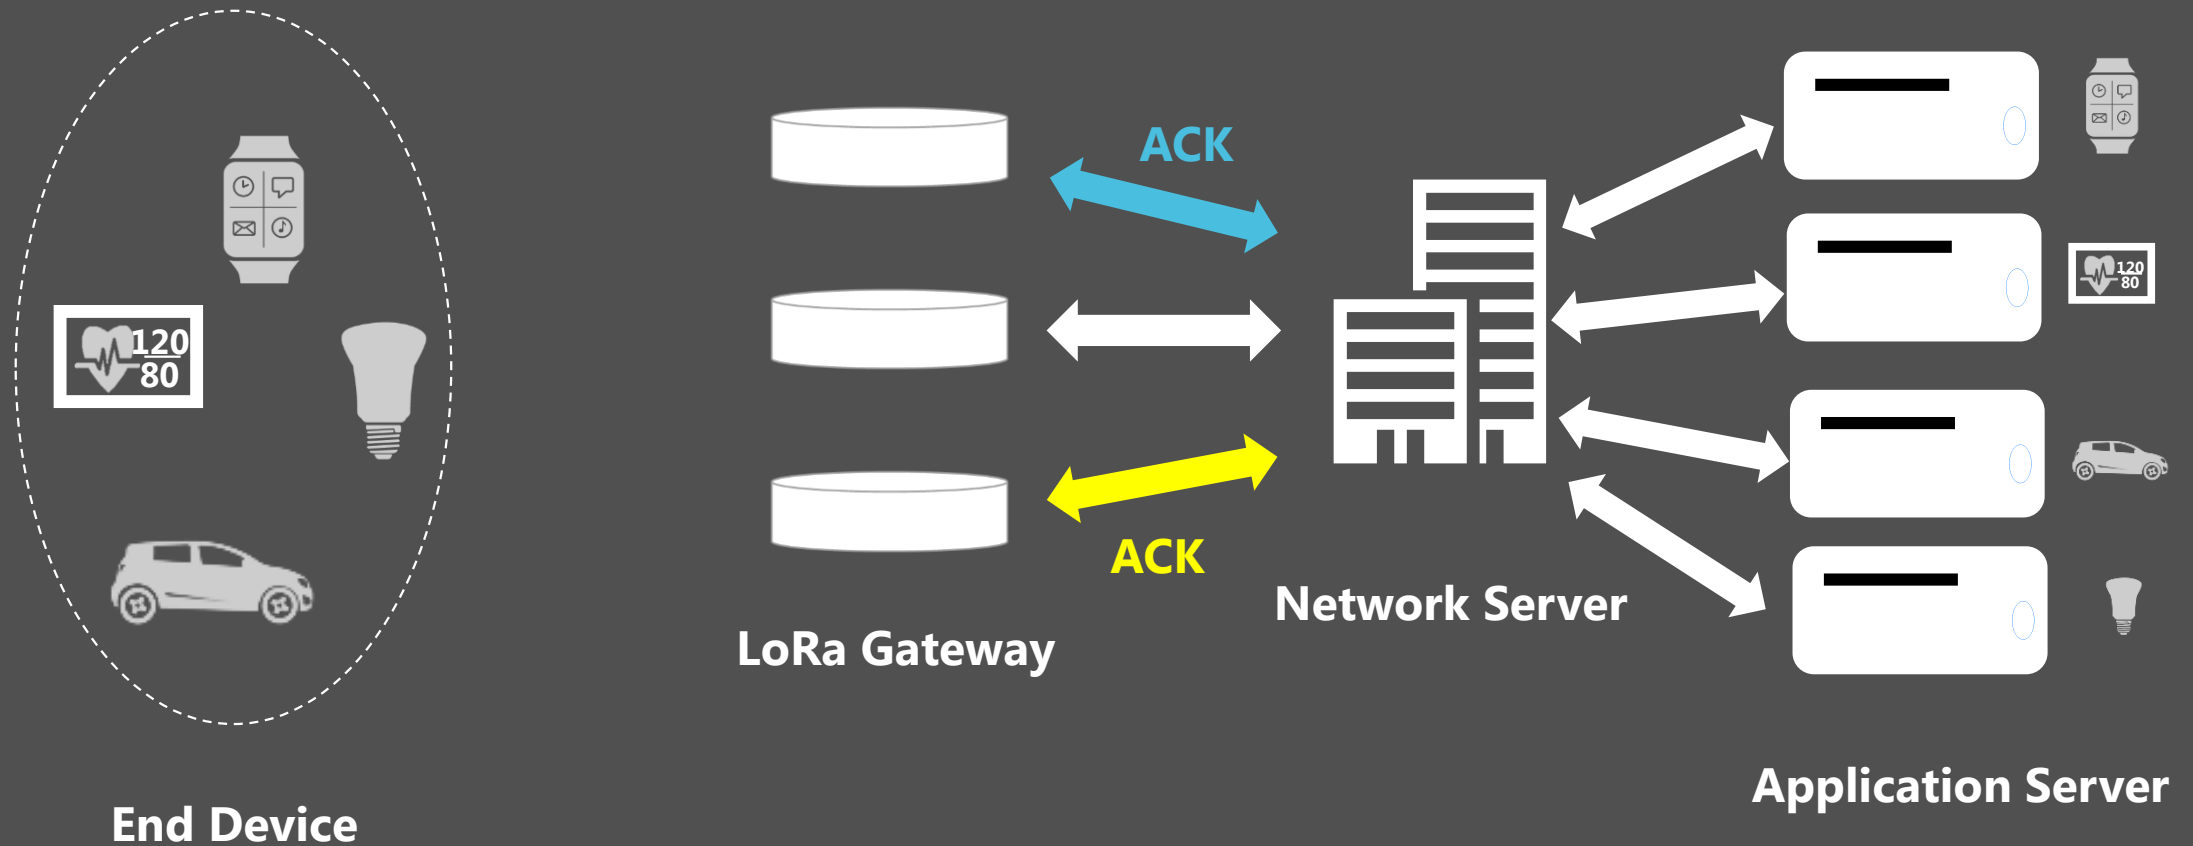 ACK
120
80
120
80
ACK
Network Server
LoRa Gateway
Application Server
End Device